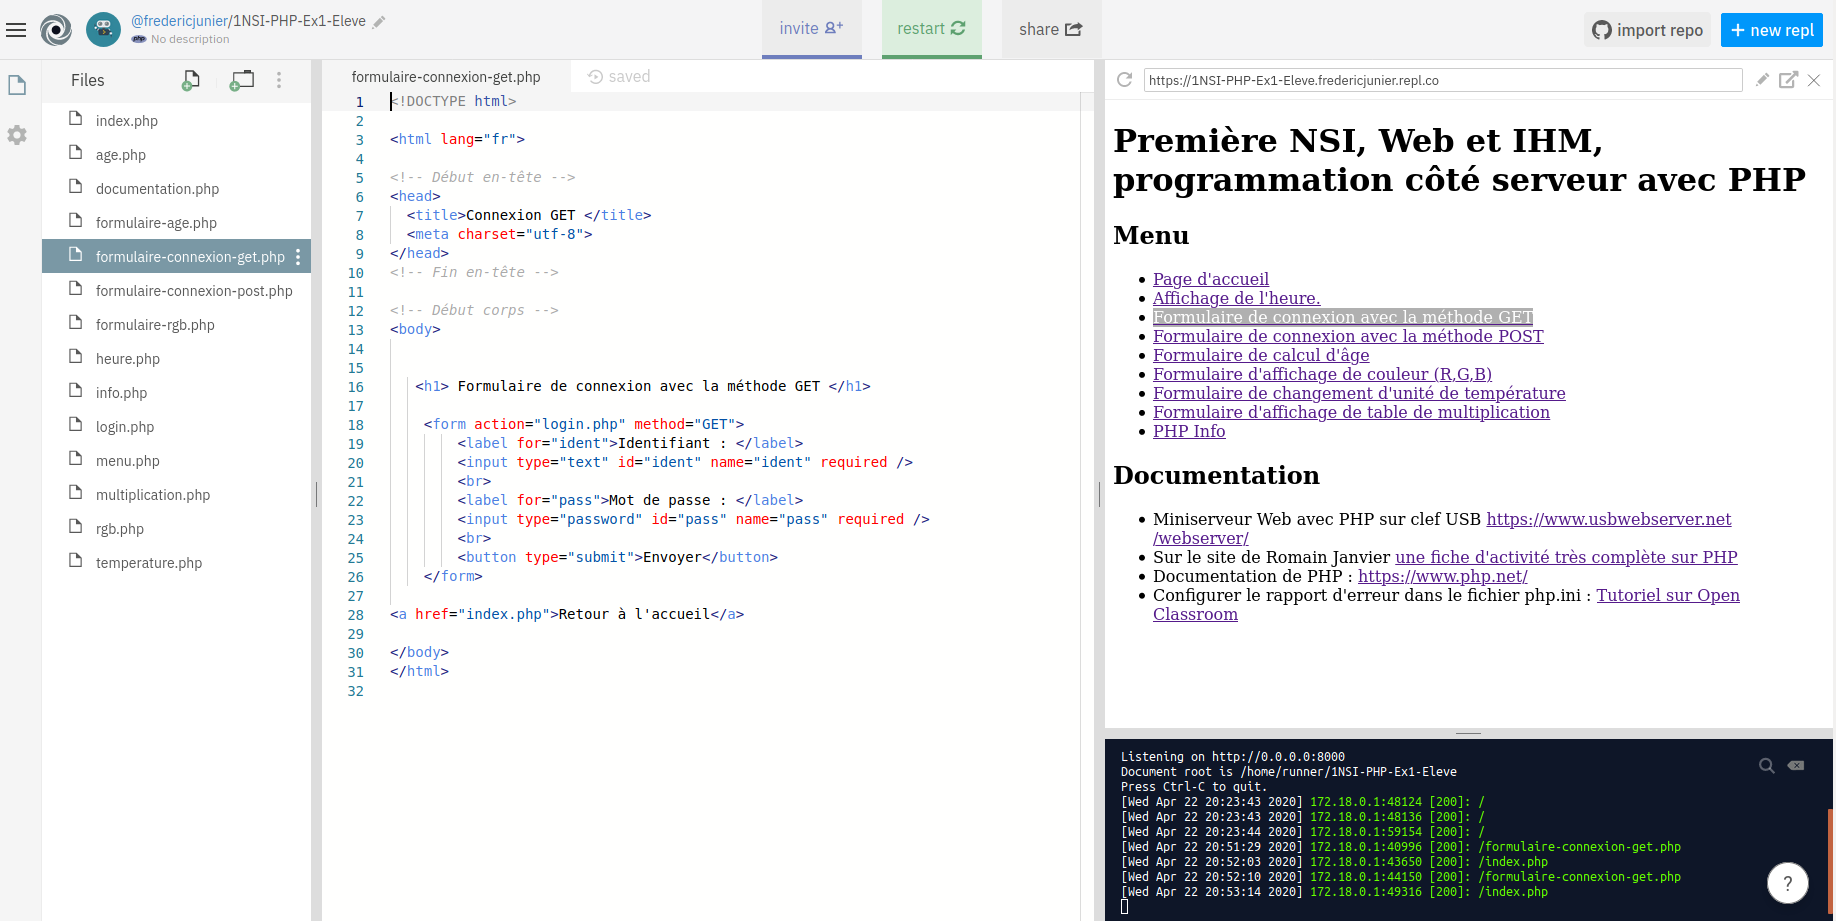 @fredericjunier/1NSI-PHP-Ex1-Eleve
php No description
invite
restart
share
import repo
+ new repl
Files
index.php
age.php
documentation.php
formulaire-age.php
formulaire-connexion-get.php
formulaire-connexion-post.php
formulaire-rgb.php
heure.php
info.php
login.php
menu.php
multiplication.php
rgb.php
temperature.php
formulaire-connexion-get.php
saved
1 <!DOCTYPE html>
2
3 <html lang="fr">
4
5 <!-- Début en-tête -->
6 <head>
7 <title>Connexion GET </title>
8 <meta charset="utf-8">
9 </head>
10 <!-- Fin en-tête -->
11
12 <!-- Début corps -->
13 <body>
14
15
16 <h1> Formulaire de connexion avec la méthode GET </h1>
17
18 <form action="login.php" method="GET">
19 <label for="ident">Identifiant : </label>
20 <input type="text" id="ident" name="ident" required />
21 <br>
22 <label for="pass">Mot de passe : </label>
23 <input type="password" id="pass" name="pass" required />
24 <br>
25 <button type="submit">Envoyer</button>
26 </form>
27
28 <a href="index.php">Retour à l'accueil</a>
29
30 </body>
31 </html>
32
https://1NSI-PHP-Ex1-Eleve.fredericjunier.repl.co
Première NSI, Web et IHM,
programmation côté serveur avec PHP
Menu
Page d'accueil
Affichage de l'heure.
Formulaire de connexion avec la méthode GET
Formulaire de connexion avec la méthode POST
Formulaire de calcul d'âge
Formulaire d'affichage de couleur (R,G,B)
Formulaire de changement d'unité de température
Formulaire d'affichage de table de multiplication
PHP Info
Documentation
Miniserveur Web avec PHP sur clef USB https://www.usbwebserver.net
/webserver/
Sur le site de Romain Janvier une fiche d'activité très complète sur PHP
Documentation de PHP : https://www.php.net/
Configurer le rapport d'erreur dans le fichier php.ini : Tutoriel sur Open
Classroom
Listening on http://0.0.0.0:8000
Document root is /home/runner/1NSI-PHP-Ex1-Eleve
Press Ctrl-C to quit.
[Wed Apr 22 20:23:43 2020] 172.18.0.1:48124 [200]: /
[Wed Apr 22 20:23:43 2020] 172.18.0.1:48136 [200]: /
[Wed Apr 22 20:23:44 2020] 172.18.0.1:59154 [200]: /
[Wed Apr 22 20:51:29 2020] 172.18.0.1:40996 [200]: /formulaire-connexion-get.php
[Wed Apr 22 20:52:03 2020] 172.18.0.1:43650 [200]: /index.php
[Wed Apr 22 20:52:10 2020] 172.18.0.1:44150 [200]: /formulaire-connexion-get.php
[Wed Apr 22 20:53:14 2020] 172.18.0.1:49316 [200]: /index.php
?